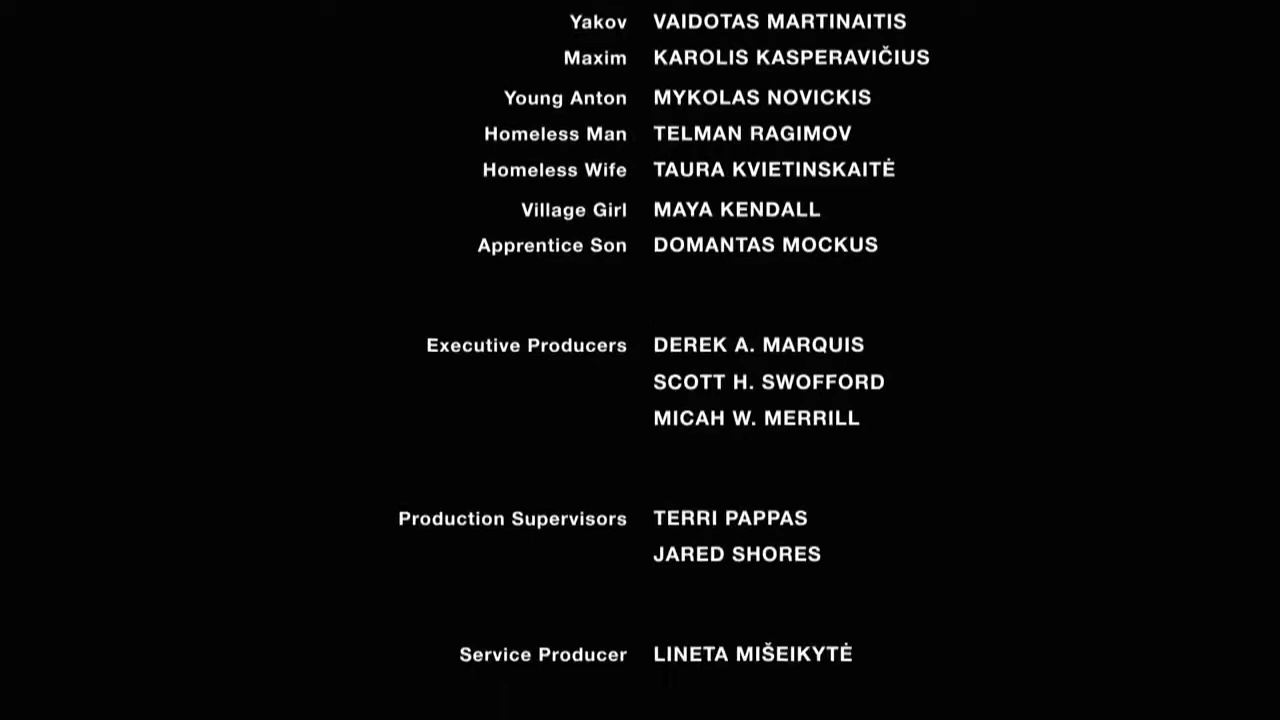 Yakov VAIDOTAS MARTINAITIS
Maxim KAROLIS KASPERAVIČIUS
Young Anton MYKOLAS NOVICKIS
Homeless Man TELMAN RAGIMOV
Homeless Wife TAURA KVIETINSKAITĖ
Village Girl MAYA KENDALL
Apprentice Son DOMANTAS MOCKUS
Executive Producers DEREK A. MARQUIS
SCOTT H. SWOFFORD
MICAH W. MERRILL
Production Supervisors TERRI PAPPAS
JARED SHORES
Service Producer LINETA MIŠEIKYTĖ